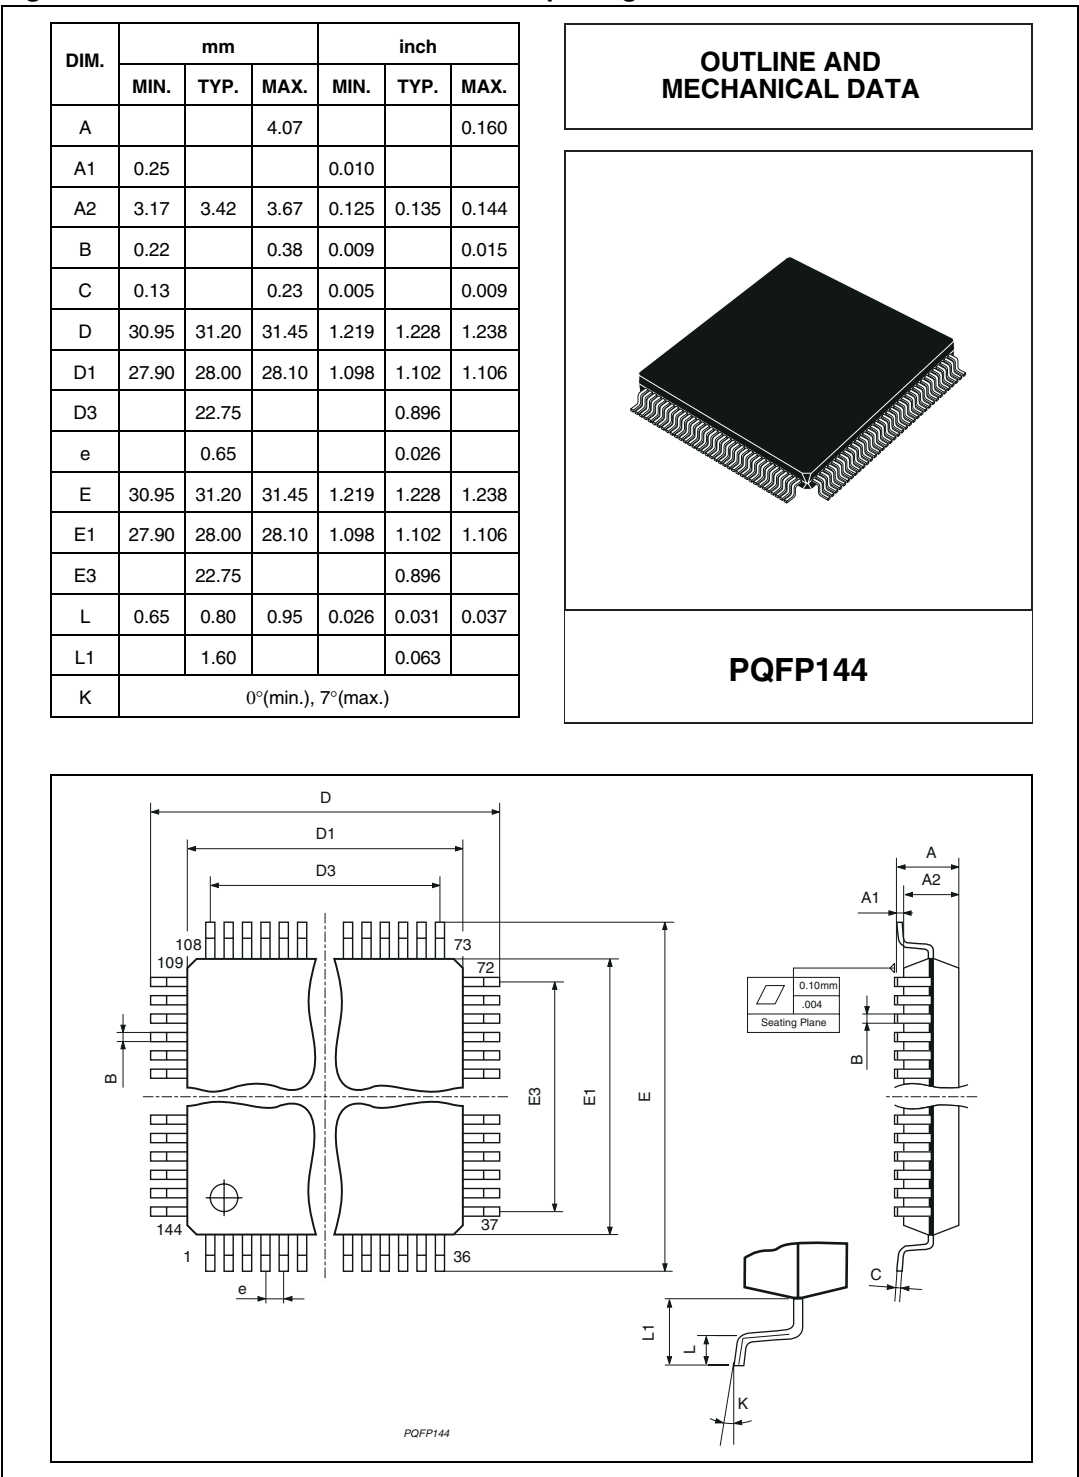 DIM. mm inch
MIN. TYP. MAX. MIN. TYP. MAX.
A 4.07 0.160
A1 0.25 0.010
A2 3.17 3.42 3.67 0.125 0.135 0.144
B 0.22 0.38 0.009 0.015
C 0.13 0.23 0.005 0.009
D 30.95 31.20 31.45 1.219 1.228 1.238
D1 27.90 28.00 28.10 1.098 1.102 1.106
D3 22.75 0.896
e 0.65 0.026
E 30.95 31.20 31.45 1.219 1.228 1.238
E1 27.90 28.00 28.10 1.098 1.102 1.106
E3 22.75 0.896
L 0.65 0.80 0.95 0.026 0.031 0.037
L1 1.60 0.063
K 0°(min.), 7°(max.)
OUTLINE AND
MECHANICAL DATA
PQFP144
D
D1
D3
A
A2
A1
108
73
109
72
0.10mm
.004
Seating Plane
B
B
E3
E1
E
144
37
1
36
e
C
L1
L
K
PQFP144